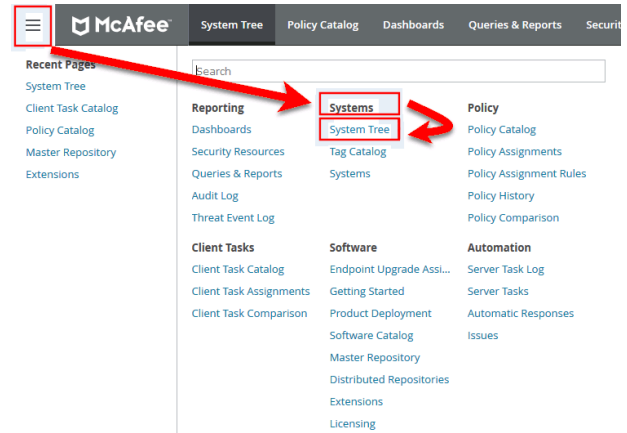 McAfee™
System Tree
Policy Catalog
Dashboards
Queries & Reports
Securit
Recent Pages
System Tree
Client Task Catalog
Policy Catalog
Master Repository
Extensions
Search
Reporting
Dashboards
Security Resources
Queries & Reports
Audit Log
Threat Event Log
Systems
System Tree
Tag Catalog
Systems
Policy
Policy Catalog
Policy Assignments
Policy Assignment Rules
Policy History
Policy Comparison
Client Tasks
Client Task Catalog
Client Task Assignments
Client Task Comparison
Software
Endpoint Upgrade Assi...
Getting Started
Product Deployment
Software Catalog
Master Repository
Distributed Repositories
Extensions
Licensing
Automation
Server Task Log
Server Tasks
Automatic Responses
Issues